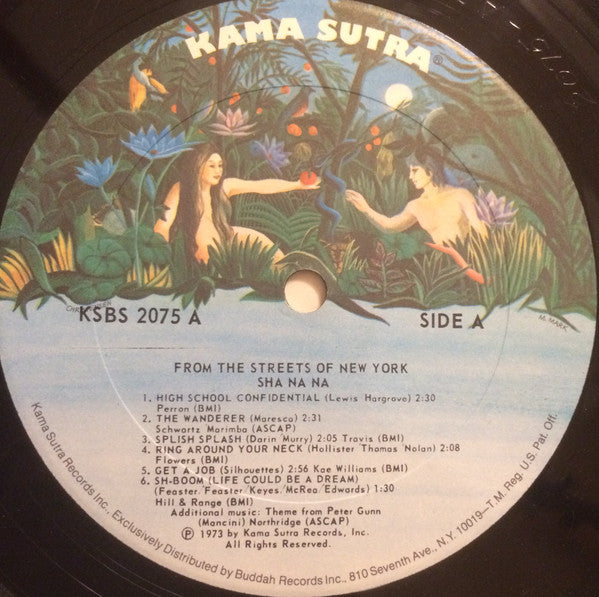 KAMA SUTRA®
M. MARK
KSBS 2075 A
SIDE A
FROM THE STREETS OF NEW YORK
SHA NA NA
1. HIGH SCHOOL CONFIDENTIAL (Lewis Hargrove) 2:30
Perron (BMI)
2. THE WANDERER (Maresca) 2:31
Schwartz Marimba (ASCAP)
3. SPLISH SPLASH (Darin/Murry) 2:05 Travis (BMI)
4. RING AROUND YOUR NECK (Hollister/Thomas/Nolan) 2:08
Flowers (BMI)
5. GET A JOB (Silhouettes) 2:56 Kae Williams (BMI)
6. SH-BOOM (LIFE COULD BE A DREAM)
(Feaster/Feaster/Keyes/McRea/Edwards) 1:30
Hill & Range (BMI)
Additional music: Theme from Peter Gunn
(Mancini) Northridge (ASCAP)
℗ 1973 by Kama Sutra Records, Inc.
All Rights Reserved.
Kama Sutra Records Inc., Exclusively Distributed by Buddah Records Inc., 810 Seventh Ave., N.Y. 10019—T.M. Reg. U.S. Pat. Off.